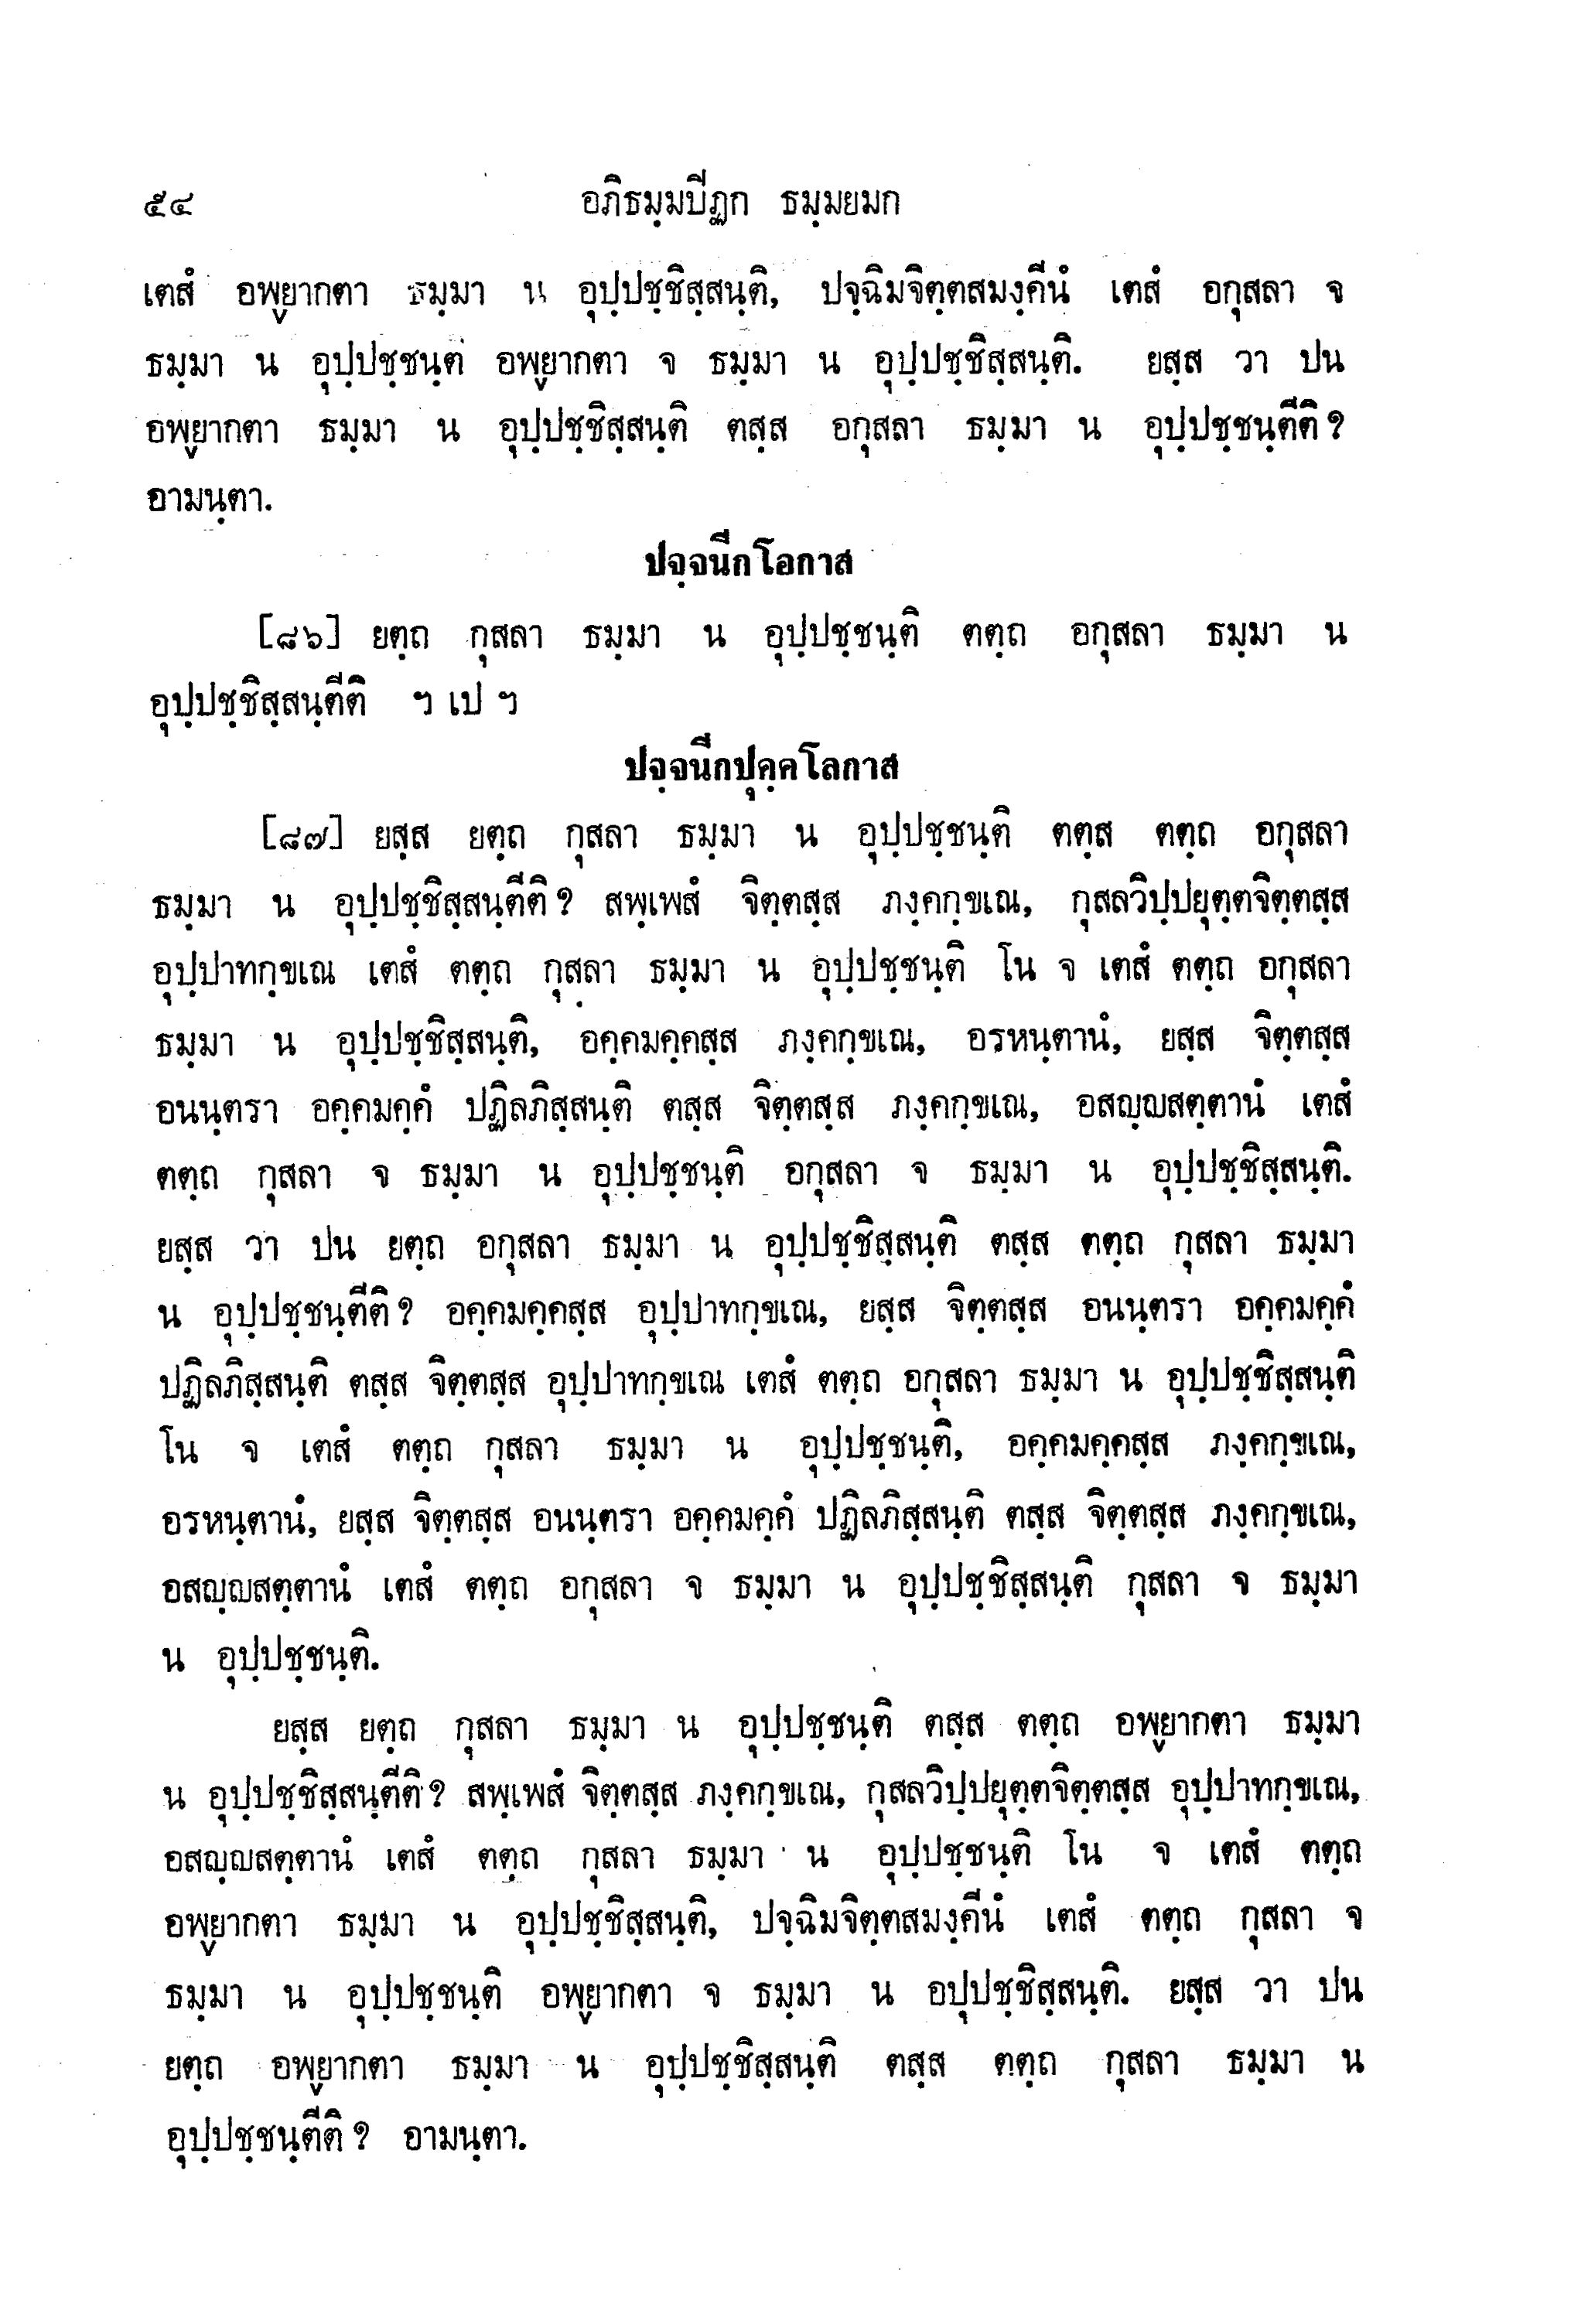 ๕๔ อภิธมฺมปีฏก ธมฺมยมก
เตสํ อพฺยากตา ธมฺมา น อุปฺปชฺชิสฺสนฺติ, ปจฺฉิมจิตฺตสมงฺคีนํ เตสํ อกุสลา จ
ธมฺมา น อุปฺปชฺชนฺติ อพฺยากตา จ ธมฺมา น อุปฺปชฺชิสฺสนฺติ. ยสฺส วา ปน
อพฺยากตา ธมฺมา น อุปฺปชฺชิสฺสนฺติ ตสฺส อกุสลา ธมฺมา น อุปฺปชฺชนฺตีติ?
อามนฺตา.
ปจฺจนีกโอกาส
[๘๖] ยตฺถ กุสลา ธมฺมา น อุปฺปชฺชนฺติ ตตฺถ อกุสลา ธมฺมา น
อุปฺปชฺชิสฺสนฺตีติ ฯ เป ฯ
ปจฺจนีกปุคฺคโลกาส
[๘๗] ยสฺส ยตฺถ กุสลา ธมฺมา น อุปฺปชฺชนฺติ ตตฺส ตตฺถ อกุสลา
ธมฺมา น อุปฺปชฺชิสฺสนฺตีติ? สพฺเพสํ จิตฺตสฺส ภงฺคกฺขเณ, กุสลวิปฺปยุตฺตจิตฺตสฺส
อุปฺปาทกฺขเณ เตสํ ตตฺถ กุสลา ธมฺมา น อุปฺปชฺชนฺติ โน จ เตสํ ตตฺถ อกุสลา
ธมฺมา น อุปฺปชฺชิสฺสนฺติ, อคฺคมคฺคสฺส ภงฺคกฺขเณ, อรหนฺตานํ, ยสฺส จิตฺตสฺส
อนนฺตรา อคฺคมคฺคํ ปฏิลภิสฺสนฺติ ตสฺส จิตฺตสฺส ภงฺคกฺขเณ, อสญฺญสตฺตานํ เตสํ
ตตฺถ กุสลา จ ธมฺมา น อุปฺปชฺชนฺติ อกุสลา จ ธมฺมา น อุปฺปชฺชิสฺสนฺติ.
ยสฺส วา ปน ยตฺถ อกุสลา ธมฺมา น อุปฺปชฺชิสฺสนฺติ ตสฺส ตตฺถ กุสลา ธมฺมา
น อุปฺปชฺชนฺตีติ? อคฺคมคฺคสฺส อุปฺปาทกฺขเณ, ยสฺส จิตฺตสฺส อนนฺตรา อคฺคมคฺคํ
ปฏิลภิสฺสนฺติ ตสฺส จิตฺตสฺส อุปฺปาทกฺขเณ เตสํ ตตฺถ อกุสลา ธมฺมา น อุปฺปชฺชิสฺสนฺติ
โน จ เตสํ ตตฺถ กุสลา ธมฺมา น อุปฺปชฺชนฺติ, อคฺคมคฺคสฺส ภงฺคกฺขเณ,
อรหนฺตานํ, ยสฺส จิตฺตสฺส อนนฺตรา อคฺคมคฺคํ ปฏิลภิสฺสนฺติ ตสฺส จิตฺตสฺส ภงฺคกฺขเณ,
อสญฺญสตฺตานํ เตสํ ตตฺถ อกุสลา จ ธมฺมา น อุปฺปชฺชิสฺสนฺติ กุสลา จ ธมฺมา
น อุปฺปชฺชนฺติ.
ยสฺส ยตฺถ กุสลา ธมฺมา น อุปฺปชฺชนฺติ ตสฺส ตตฺถ อพฺยากตา ธมฺมา
น อุปฺปชฺชิสฺสนฺตีติ? สพฺเพสํ จิตฺตสฺส ภงฺคกฺขเณ, กุสลวิปฺปยุตฺตจิตฺตสฺส อุปฺปาทกฺขเณ,
อสญฺญสตฺตานํ เตสํ ตตฺถ กุสลา ธมฺมา น อุปฺปชฺชนฺติ โน จ เตสํ ตตฺถ
อพฺยากตา ธมฺมา น อุปฺปชฺชิสฺสนฺติ, ปจฺฉิมจิตฺตสมงฺคีนํ เตสํ ตตฺถ กุสลา จ
ธมฺมา น อุปฺปชฺชนฺติ อพฺยากตา จ ธมฺมา น อปุปชฺชิสฺสนฺติ. ยสฺส วา ปน
ยตฺถ อพฺยากตา ธมฺมา น อุปฺปชฺชิสฺสนฺติ ตสฺส ตตฺถ กุสลา ธมฺมา น
อุปฺปชฺชนฺตีติ? อามนฺตา.